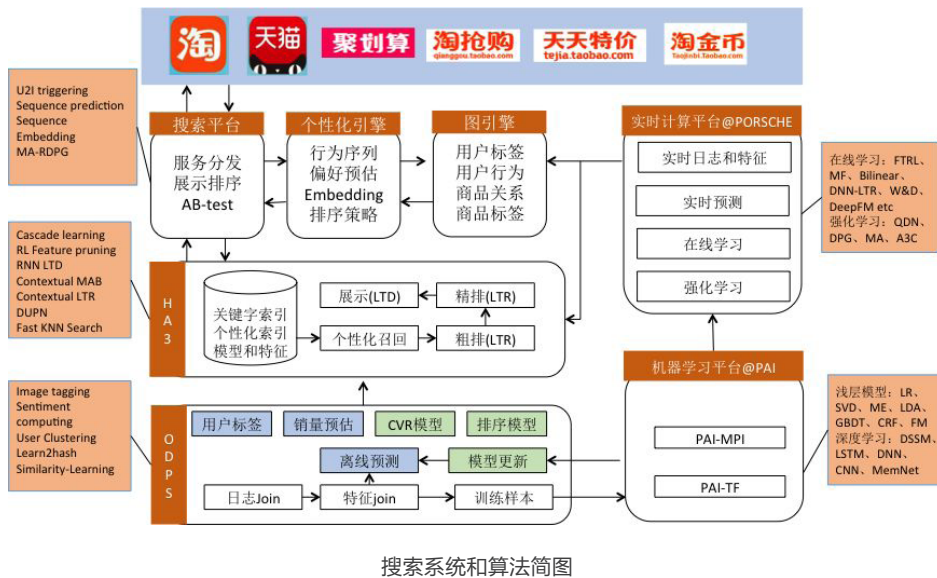 淘
天猫
聚划算
淘抢购
qianggou.taobao.com
天天特价
tejia.taobao.com
淘金币
Taojinbi.taobao.com
U2I triggering
Sequence prediction
Sequence
Embedding
MA-RDPG
搜索平台
服务分发
展示排序
AB-test
个性化引擎
行为序列
偏好预估
Embedding
排序策略
图引擎
用户标签
用户行为
商品关系
商品标签
实时计算平台@PORSCHE
实时日志和特征
实时预测
在线学习
强化学习
在线学习：FTRL、
MF、Bilinear、
DNN-LTR、W&D、
DeepFM etc
强化学习：QDN、
DPG、MA、A3C
Cascade learning
RL Feature pruning
RNN LTD
Contextual MAB
Contextual LTR
DUPN
Fast KNN Search
H
A
3
关键字索引
个性化索引
模型和特征
展示(LTD)
精排(LTR)
个性化召回
粗排(LTR)
机器学习平台@PAI
PAI-MPI
PAI-TF
浅层模型：LR、
SVD、ME、LDA、
GBDT、CRF、FM
深度学习：DSSM、
LSTM、DNN、
CNN、MemNet
Image tagging
Sentiment
computing
User Clustering
Learn2hash
Similarity-Learning
O
D
P
S
用户标签
销量预估
CVR模型
排序模型
离线预测
模型更新
日志Join
特征join
训练样本
搜索系统和算法简图